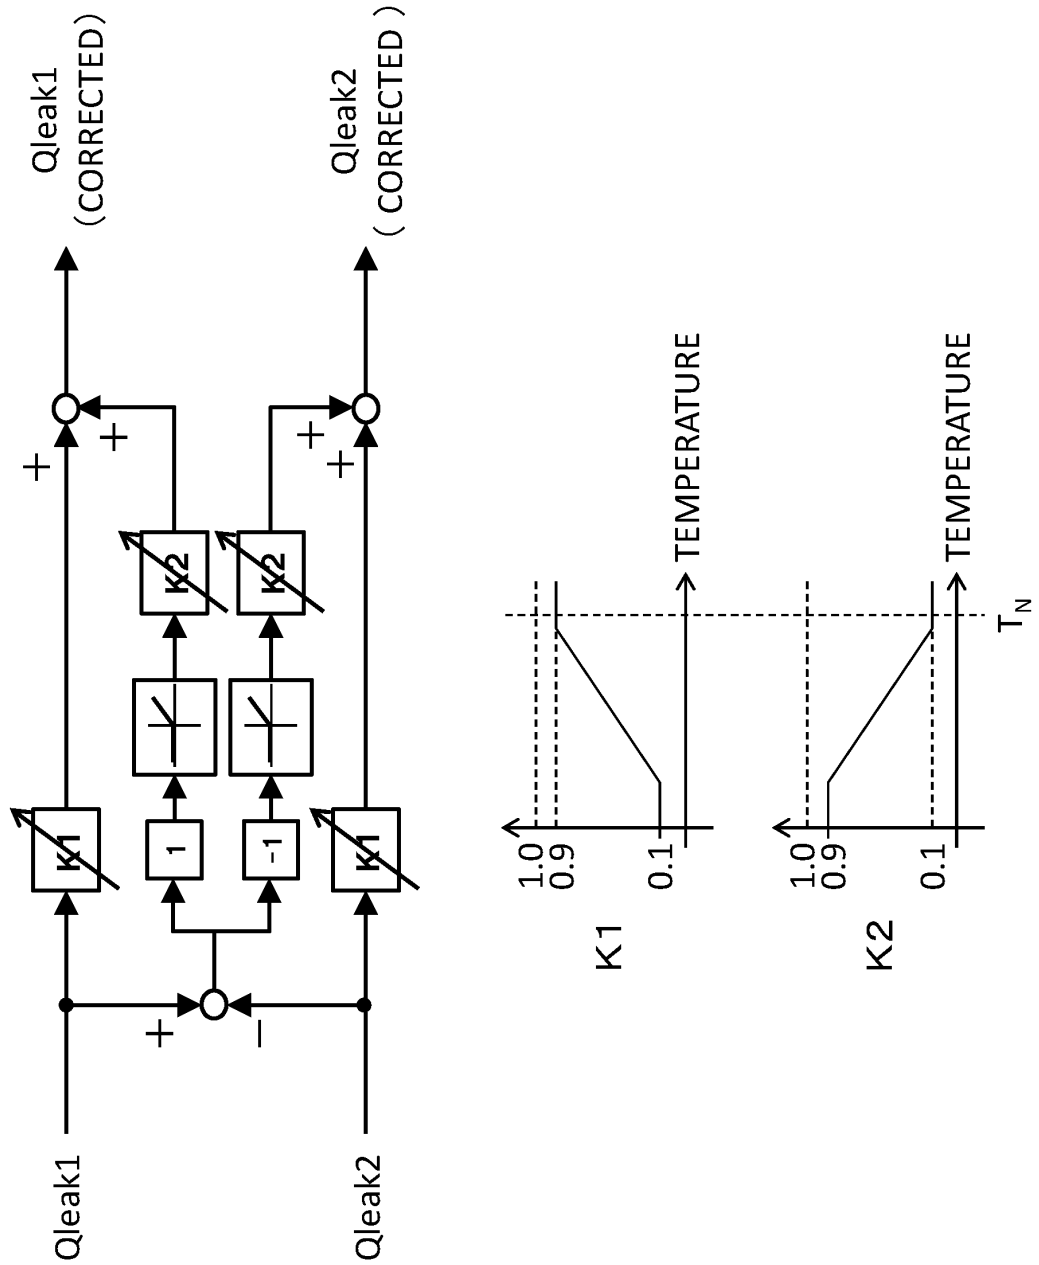 Qleak1
K1
+
+
Qleak1
(CORRECTED)
+
1
K2
−
-1
K2
+
Qleak2
K1
+
Qleak2
( CORRECTED )
K1
1.0
0.9
0.1
TEMPERATURE
K2
1.0
0.9
0.1
TEMPERATURE
TN